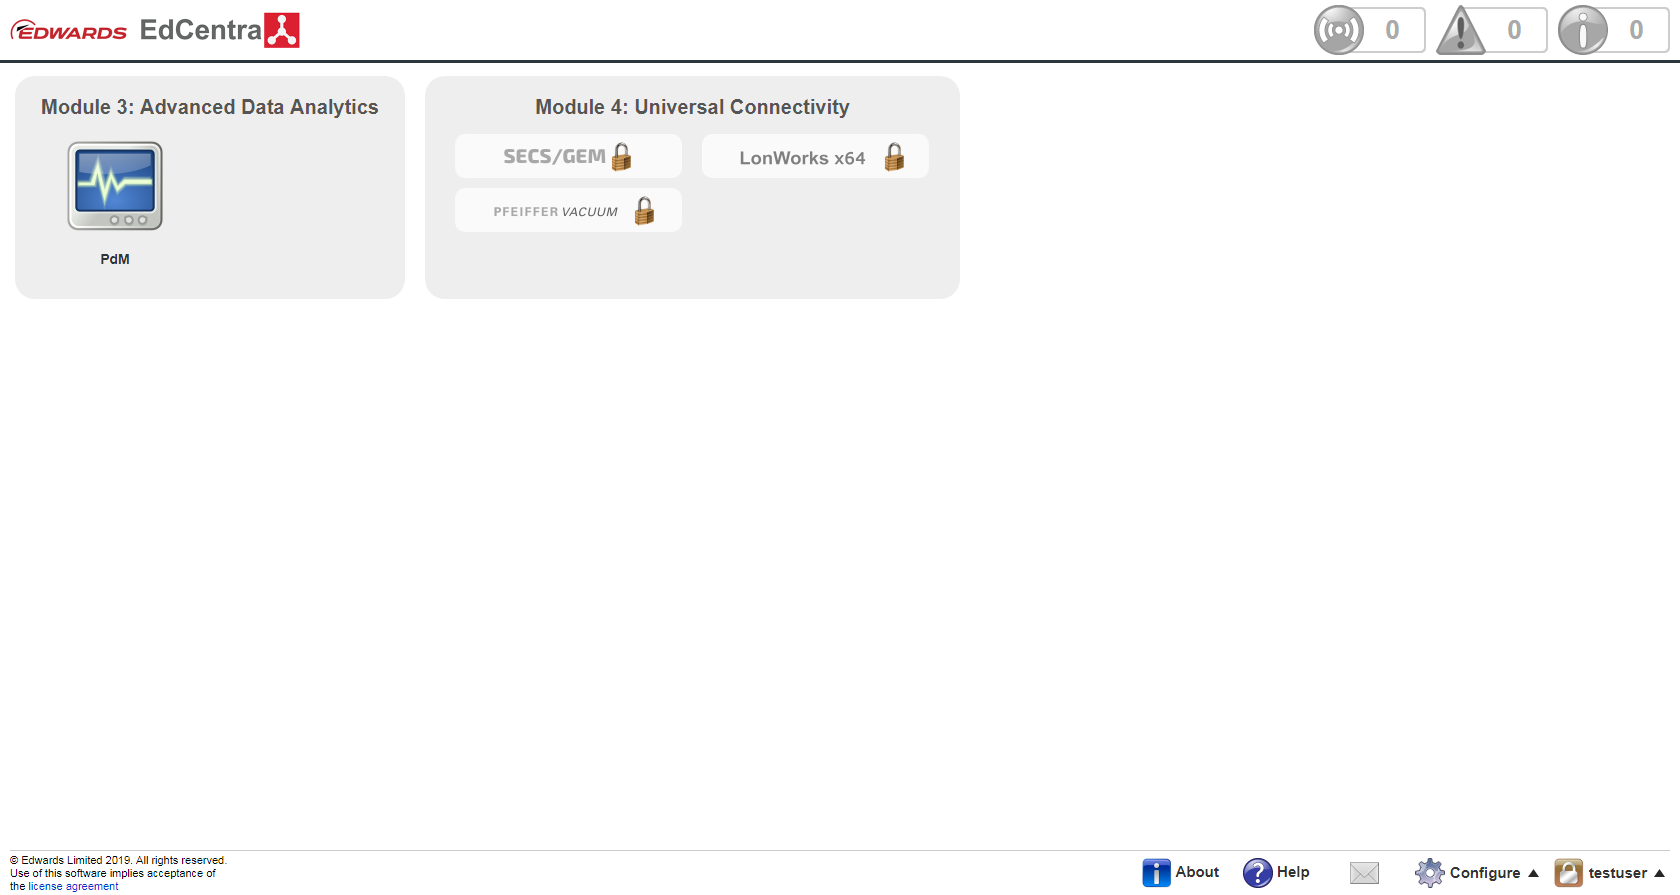 EDWARDS EdCentra
0 0 0
Module 3: Advanced Data Analytics
PdM
Module 4: Universal Connectivity
SECS/GEM
LonWorks x64
PFEIFFER VACUUM
© Edwards Limited 2019. All rights reserved.
Use of this software implies acceptance of
the license agreement
About
Help
Configure
testuser